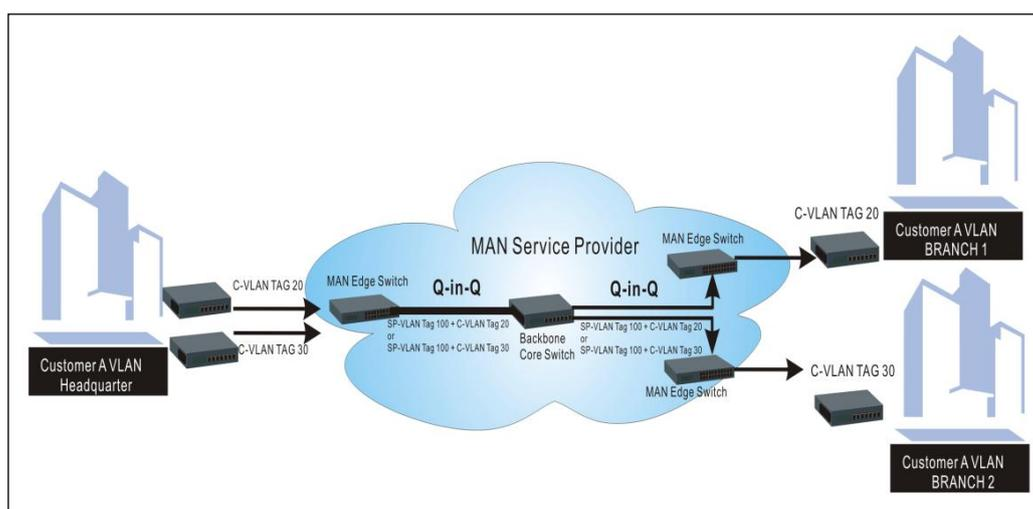 C-VLAN TAG 20
C-VLAN TAG 30
Customer A VLAN
Headquarter
MAN Service Provider
MAN Edge Switch
Q-in-Q
SP-VLAN Tag 100 + C-VLAN Tag 20
or
SP-VLAN Tag 100 + C-VLAN Tag 30
Backbone
Core Switch
Q-in-Q
SP-VLAN Tag 100 + C-VLAN Tag 20
or
SP-VLAN Tag 100 + C-VLAN Tag 30
MAN Edge Switch
MAN Edge Switch
C-VLAN TAG 20
Customer A VLAN
BRANCH 1
C-VLAN TAG 30
Customer A VLAN
BRANCH 2